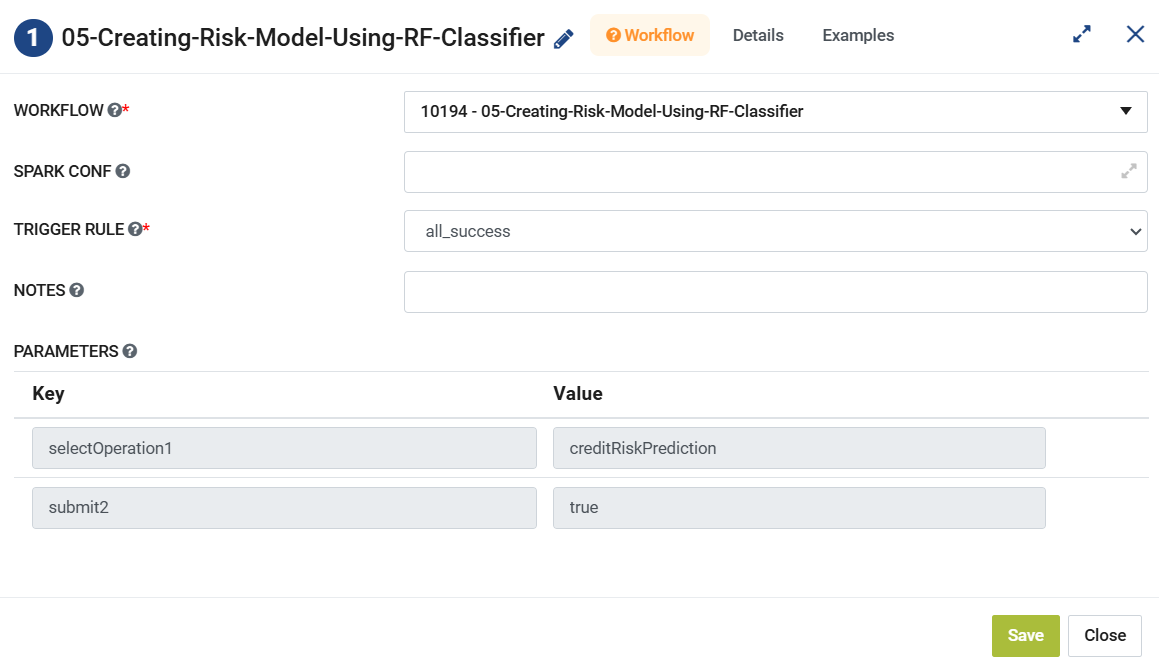 1 05-Creating-Risk-Model-Using-RF-Classifier Workflow Details Examples
WORKFLOW * 10194 - 05-Creating-Risk-Model-Using-RF-Classifier
SPARK CONF
TRIGGER RULE * all_success
NOTES
PARAMETERS
Key Value
selectOperation1 creditRiskPrediction
submit2 true
Save Close